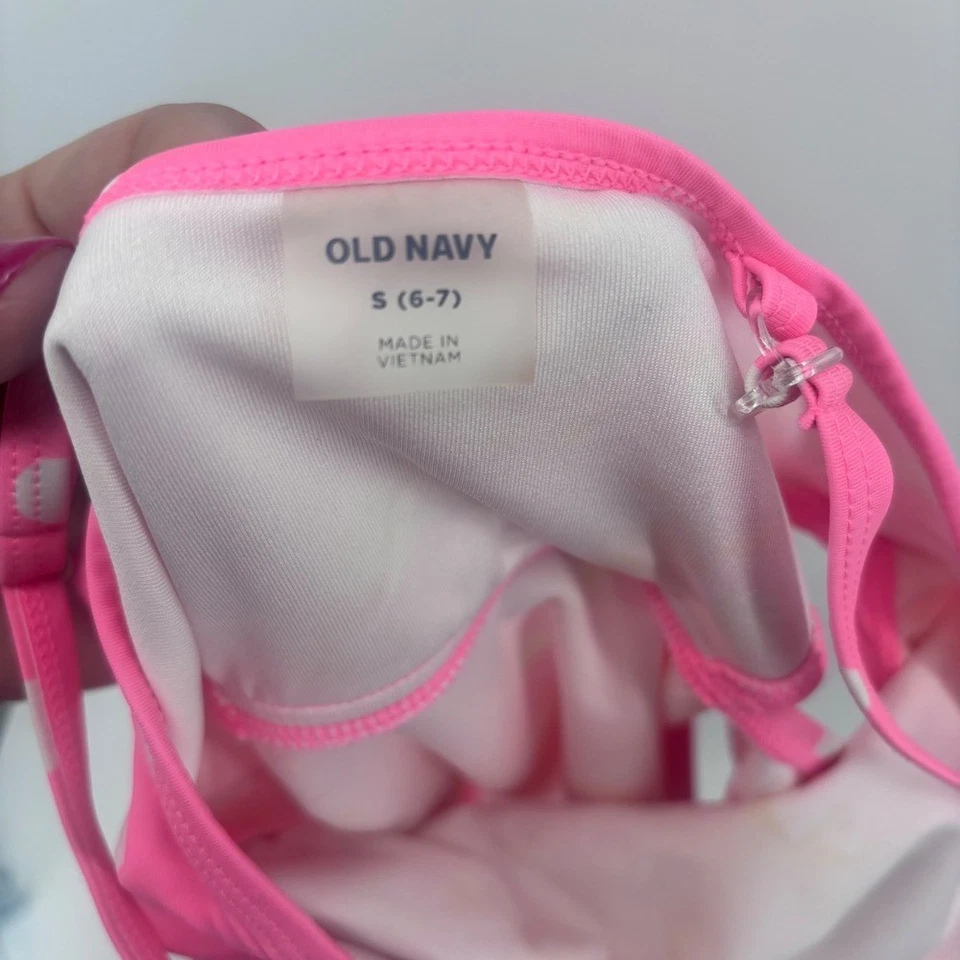 OLD NAVY
S (6-7)
MADE IN
VIETNAM